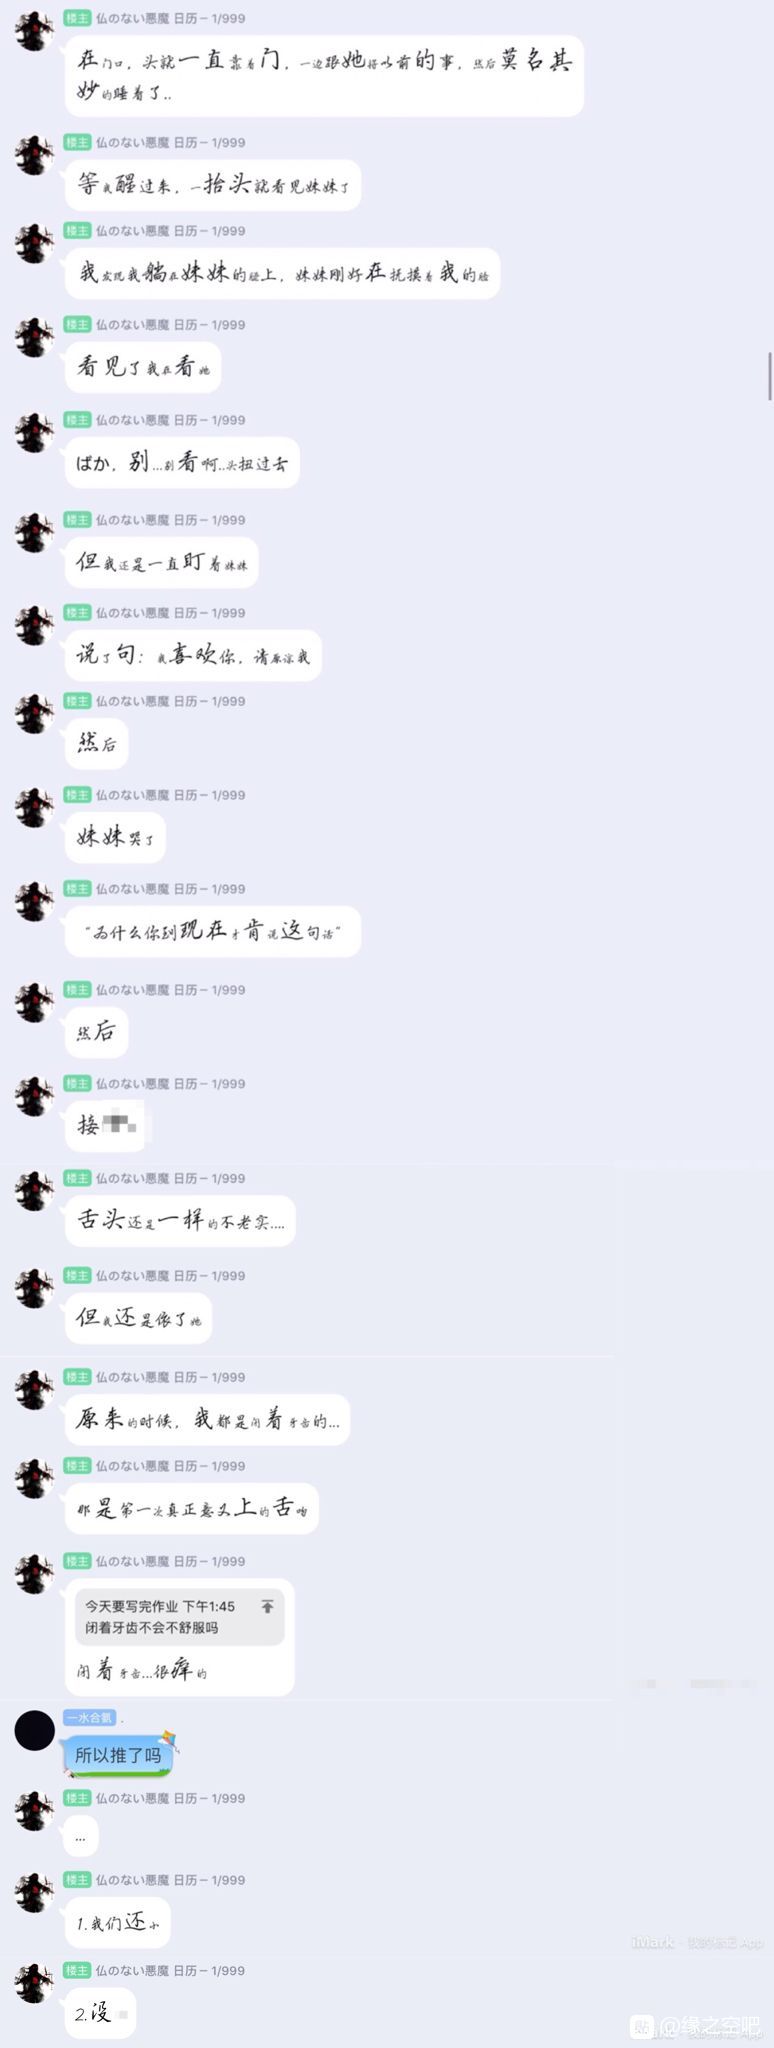 楼主 仏のない悪魔 日历 – 1/999
在门口，头就一直靠着门，一边跟她将以前的事，然后莫名其
妙的睡着了..
楼主 仏のない悪魔 日历 – 1/999
等我醒过来，一抬头就看见妹妹了
楼主 仏のない悪魔 日历 – 1/999
我发现我躺在妹妹的腿上，妹妹刚好在抚摸着我的脸
楼主 仏のない悪魔 日历 – 1/999
看见了我在看她
楼主 仏のない悪魔 日历 – 1/999
ばか，别...别看啊..头扭过去
楼主 仏のない悪魔 日历 – 1/999
但我还是一直盯着妹妹
楼主 仏のない悪魔 日历 – 1/999
说了句：我喜欢你，请原谅我
楼主 仏のない悪魔 日历 – 1/999
然后
楼主 仏のない悪魔 日历 – 1/999
妹妹哭了
楼主 仏のない悪魔 日历 – 1/999
“为什么你到现在才肯说这句话”
楼主 仏のない悪魔 日历 – 1/999
然后
楼主 仏のない悪魔 日历 – 1/999
接
楼主 仏のない悪魔 日历 – 1/999
舌头还是一样的不老实....
楼主 仏のない悪魔 日历 – 1/999
但我还是依了她
楼主 仏のない悪魔 日历 – 1/999
原来的时候，我都是闭着牙齿的...
楼主 仏のない悪魔 日历 – 1/999
那是第一次真正意义上的舌吻
楼主 仏のない悪魔 日历 – 1/999
今天要写完作业 下午1:45
闭着牙齿不会不舒服吗
闭着牙齿...很痒的
一水合氨 .
所以推了吗
楼主 仏のない悪魔 日历 – 1/999
...
楼主 仏のない悪魔 日历 – 1/999
1.我们还小
iMark · 我的标记 App
楼主 仏のない悪魔 日历 – 1/999
2.没
贴 @缘之空吧